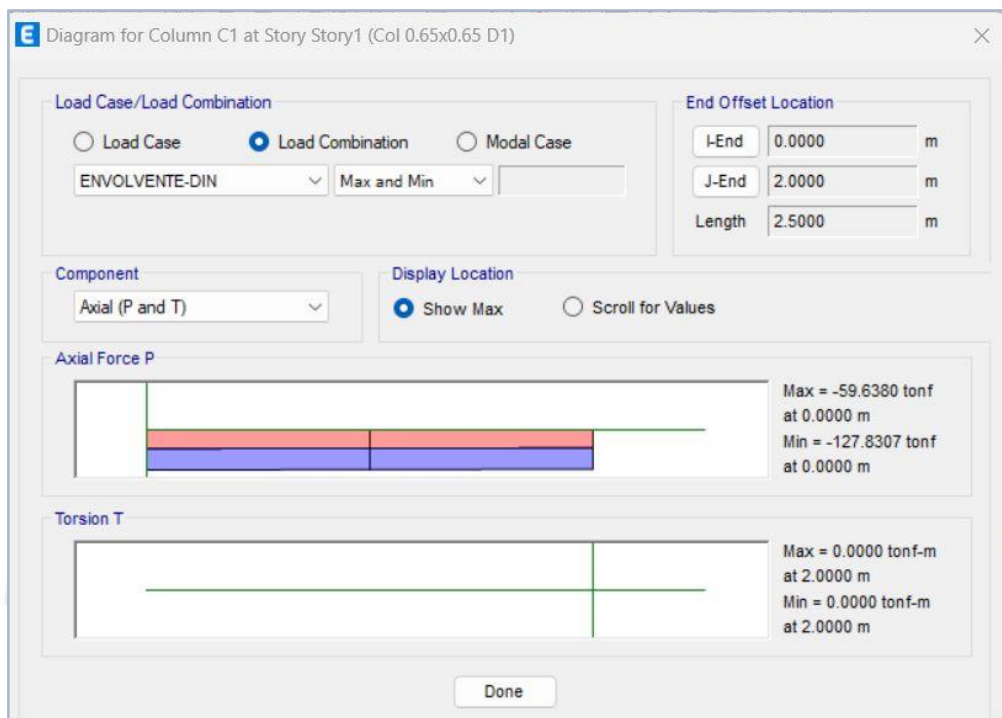 E Diagram for Column C1 at Story Story1 (Col 0.65x0.65 D1)
Load Case/Load Combination
Load Case Load Combination Modal Case
ENVOLVENTE-DIN Max and Min
End Offset Location
I-End 0.0000 m
J-End 2.0000 m
Length 2.5000 m
Component
Axial (P and T)
Display Location
Show Max Scroll for Values
Axial Force P
Max = -59.6380 tonf
at 0.0000 m
Min = -127.8307 tonf
at 0.0000 m
Torsion T
Max = 0.0000 tonf-m
at 2.0000 m
Min = 0.0000 tonf-m
at 2.0000 m
Done